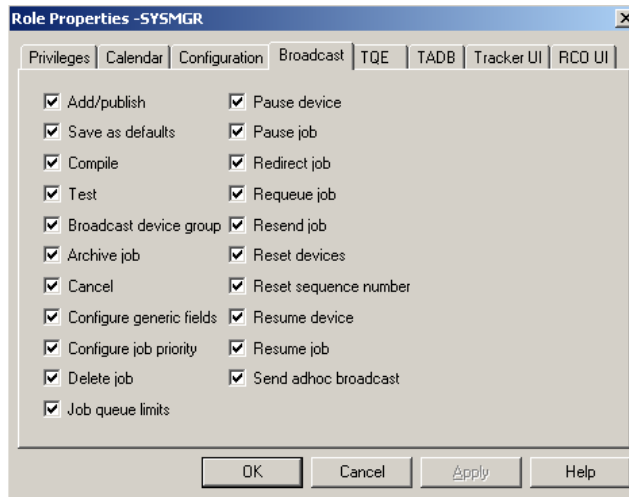 Role Properties -SYSMGR
Privileges Calendar Configuration Broadcast TQE TADB Tracker UI RCO UI
Add/publish
Save as defaults
Compile
Test
Broadcast device group
Archive job
Cancel
Configure generic fields
Configure job priority
Delete job
Job queue limits
Pause device
Pause job
Redirect job
Requeue job
Resend job
Reset devices
Reset sequence number
Resume device
Resume job
Send adhoc broadcast
OK Cancel Apply Help